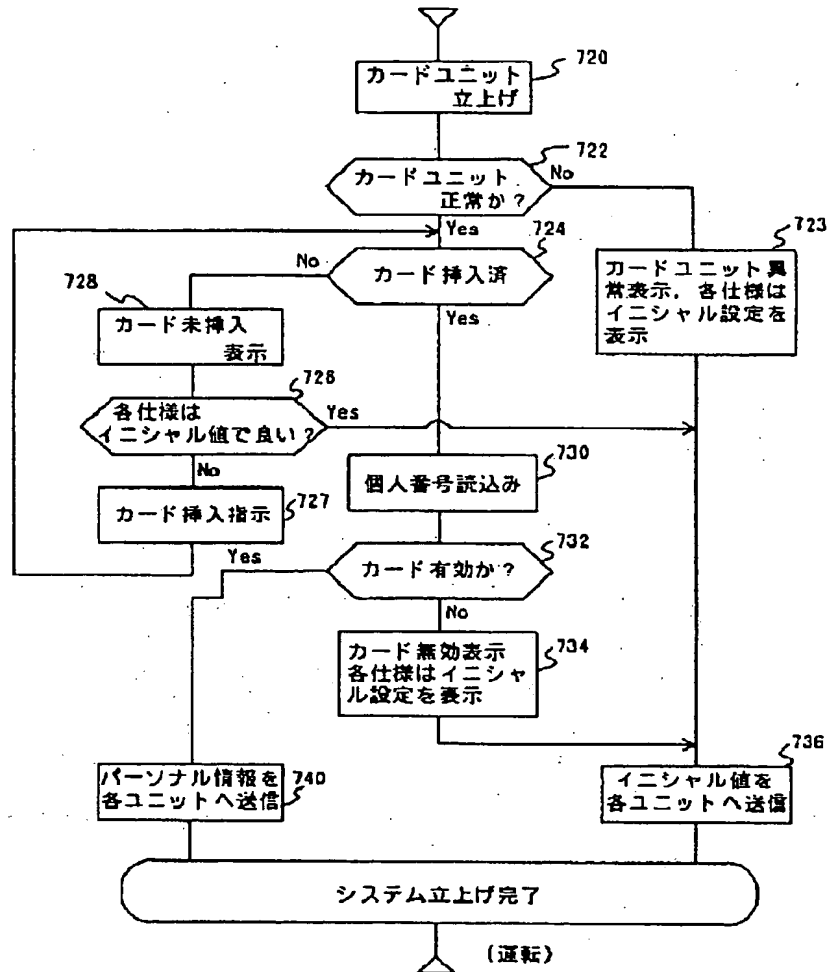 カードユニット
立上げ
720
カードユニット
正常か?
722
No
Yes
カード挿入済
724
No
Yes
カードユニット異
常表示,各仕様は
イニシャル設定を
表示
723
カード未挿入
表示
728
各仕様は
イニシャル値で良い?
726
Yes
No
カード挿入指示
727
個人番号読込み
730
カード有効か?
732
Yes
No
カード無効表示
各仕様はイニシャ
ル設定を表示
734
パーソナル情報を
各ユニットへ送信
740
イニシャル値を
各ユニットへ送信
736
システム立上げ完了
(運転)